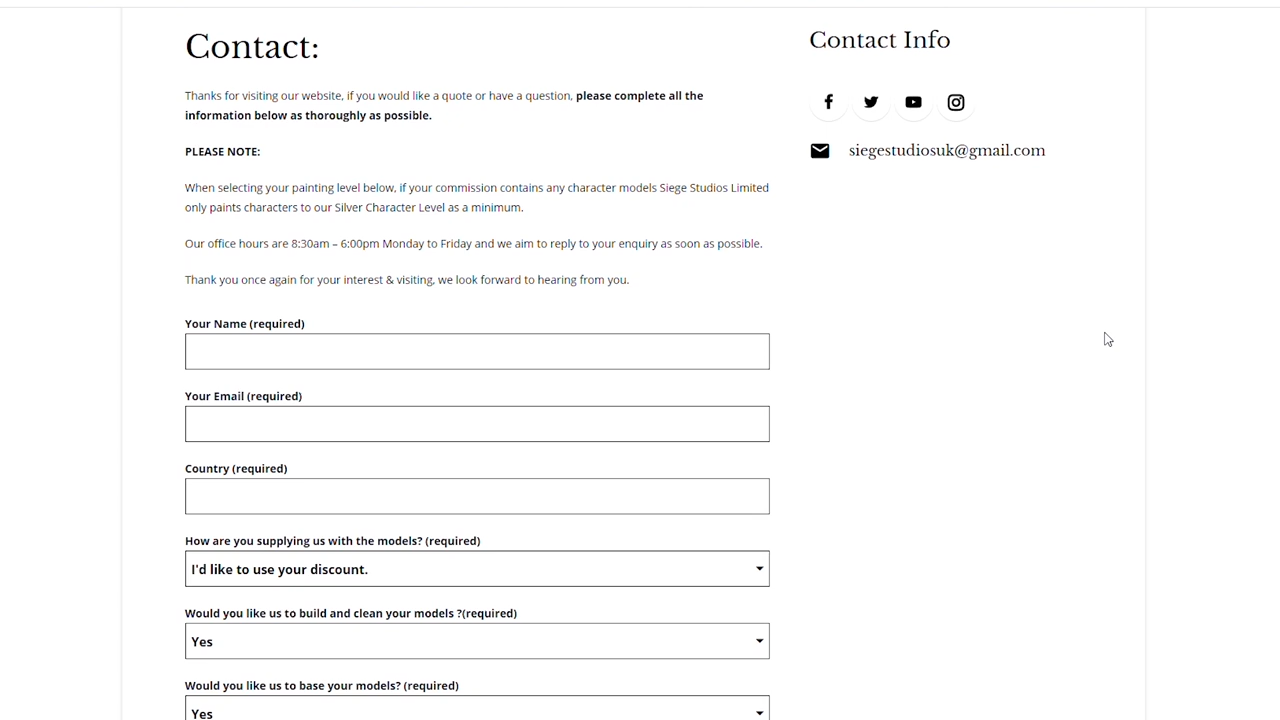 Contact:
Thanks for visiting our website, if you would like a quote or have a question, please complete all the
information below as thoroughly as possible.
PLEASE NOTE:
When selecting your painting level below, if your commission contains any character models Siege Studios Limited
only paints characters to our Silver Character Level as a minimum.
Our office hours are 8:30am – 6:00pm Monday to Friday and we aim to reply to your enquiry as soon as possible.
Thank you once again for your interest & visiting, we look forward to hearing from you.
Your Name (required)
Your Email (required)
Country (required)
How are you supplying us with the models? (required)
I'd like to use your discount.
Would you like us to build and clean your models ?(required)
Yes
Would you like us to base your models? (required)
Yes
Contact Info
siegestudiosuk@gmail.com